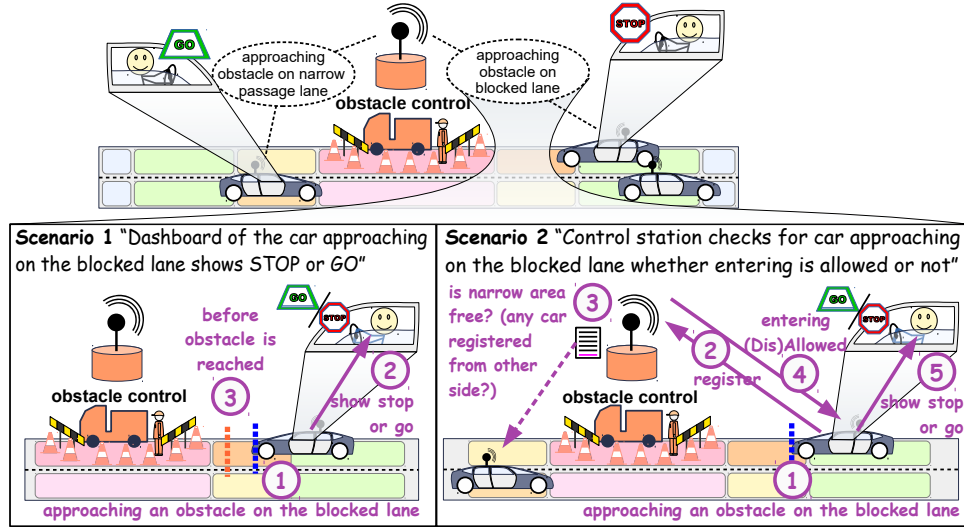 GO
STOP
approaching
obstacle on narrow
passage lane
approaching
obstacle on
blocked lane
obstacle control
Scenario 1 “Dashboard of the car approaching
on the blocked lane shows STOP or GO”
GO
STOP
before
obstacle is
reached
3
2
show stop
or go
obstacle control
1
approaching an obstacle on the blocked lane
Scenario 2 “Control station checks for car approaching
on the blocked lane whether entering is allowed or not”
is narrow area
free? (any car
registered
from other
side?)
3
GO
STOP
entering
(Dis)Allowed
2
register
4
5
show stop
or go
obstacle control
1
approaching an obstacle on the blocked lane